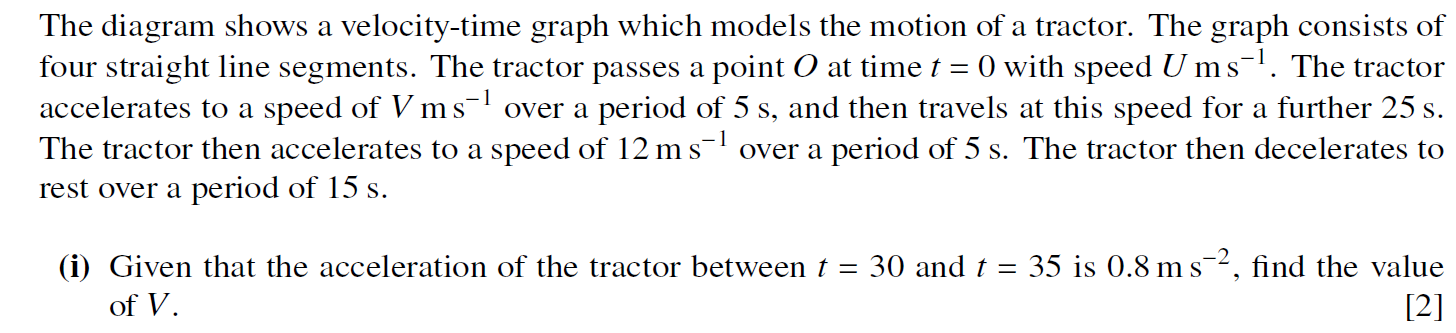 The diagram shows a velocity-time graph which models the motion of a tractor. The graph consists of
four straight line segments. The tractor passes a point O at time t = 0 with speed U m s⁻¹. The tractor
accelerates to a speed of V m s⁻¹ over a period of 5 s, and then travels at this speed for a further 25 s.
The tractor then accelerates to a speed of 12 m s⁻¹ over a period of 5 s. The tractor then decelerates to
rest over a period of 15 s.
(i) Given that the acceleration of the tractor between t = 30 and t = 35 is 0.8 m s⁻², find the value
of V. [2]